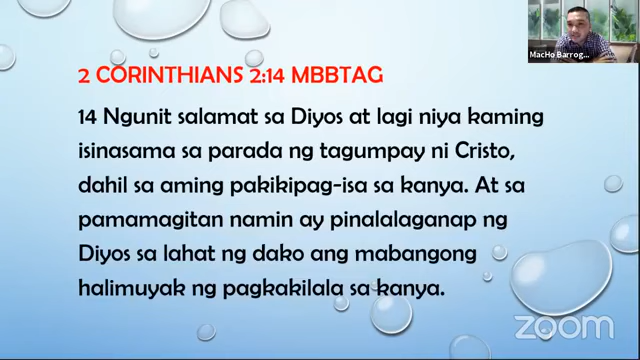 MacHo Barrog...
2 CORINTHIANS 2:14 MBBTAG
14 Ngunit salamat sa Diyos at lagi niya kaming
isinasama sa parada ng tagumpay ni Cristo,
dahil sa aming pakikipag-isa sa kanya. At sa
pamamagitan namin ay pinalalaganap ng
Diyos sa lahat ng dako ang mabangong
halimuyak ng pagkakilala sa kanya.
zoom